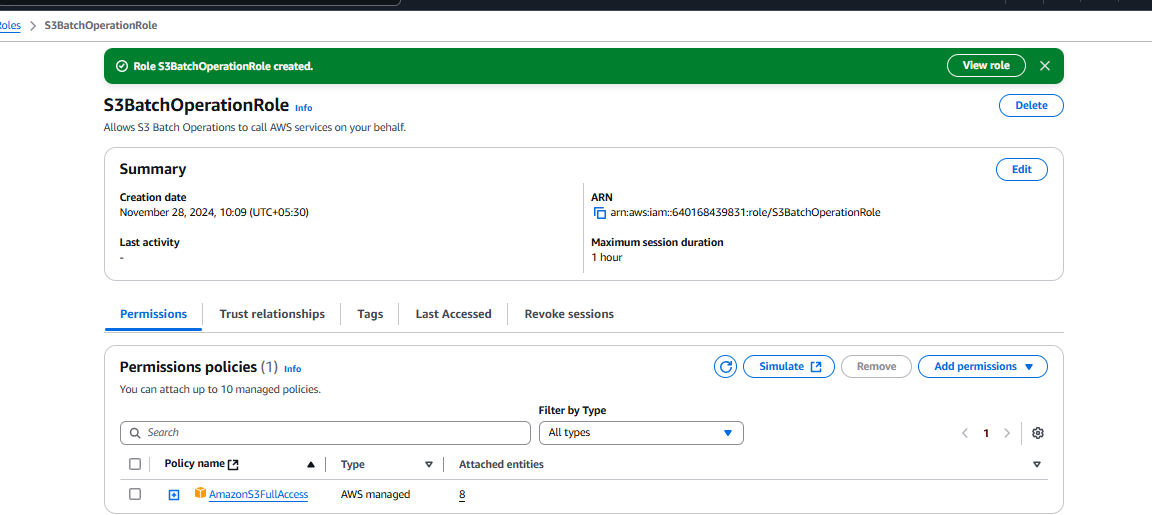 Roles > S3BatchOperationRole
Role S3BatchOperationRole created.
View role
S3BatchOperationRole Info
Delete
Allows S3 Batch Operations to call AWS services on your behalf.
Summary
Edit
Creation date
November 28, 2024, 10:09 (UTC+05:30)
ARN
arn:aws:iam::640168439831:role/S3BatchOperationRole
Last activity
-
Maximum session duration
1 hour
Permissions
Trust relationships
Tags
Last Accessed
Revoke sessions
Permissions policies (1) Info
Simulate
Remove
Add permissions
You can attach up to 10 managed policies.
Filter by Type
Search
All types
1
Policy name
Type
Attached entities
AmazonS3FullAccess
AWS managed
8